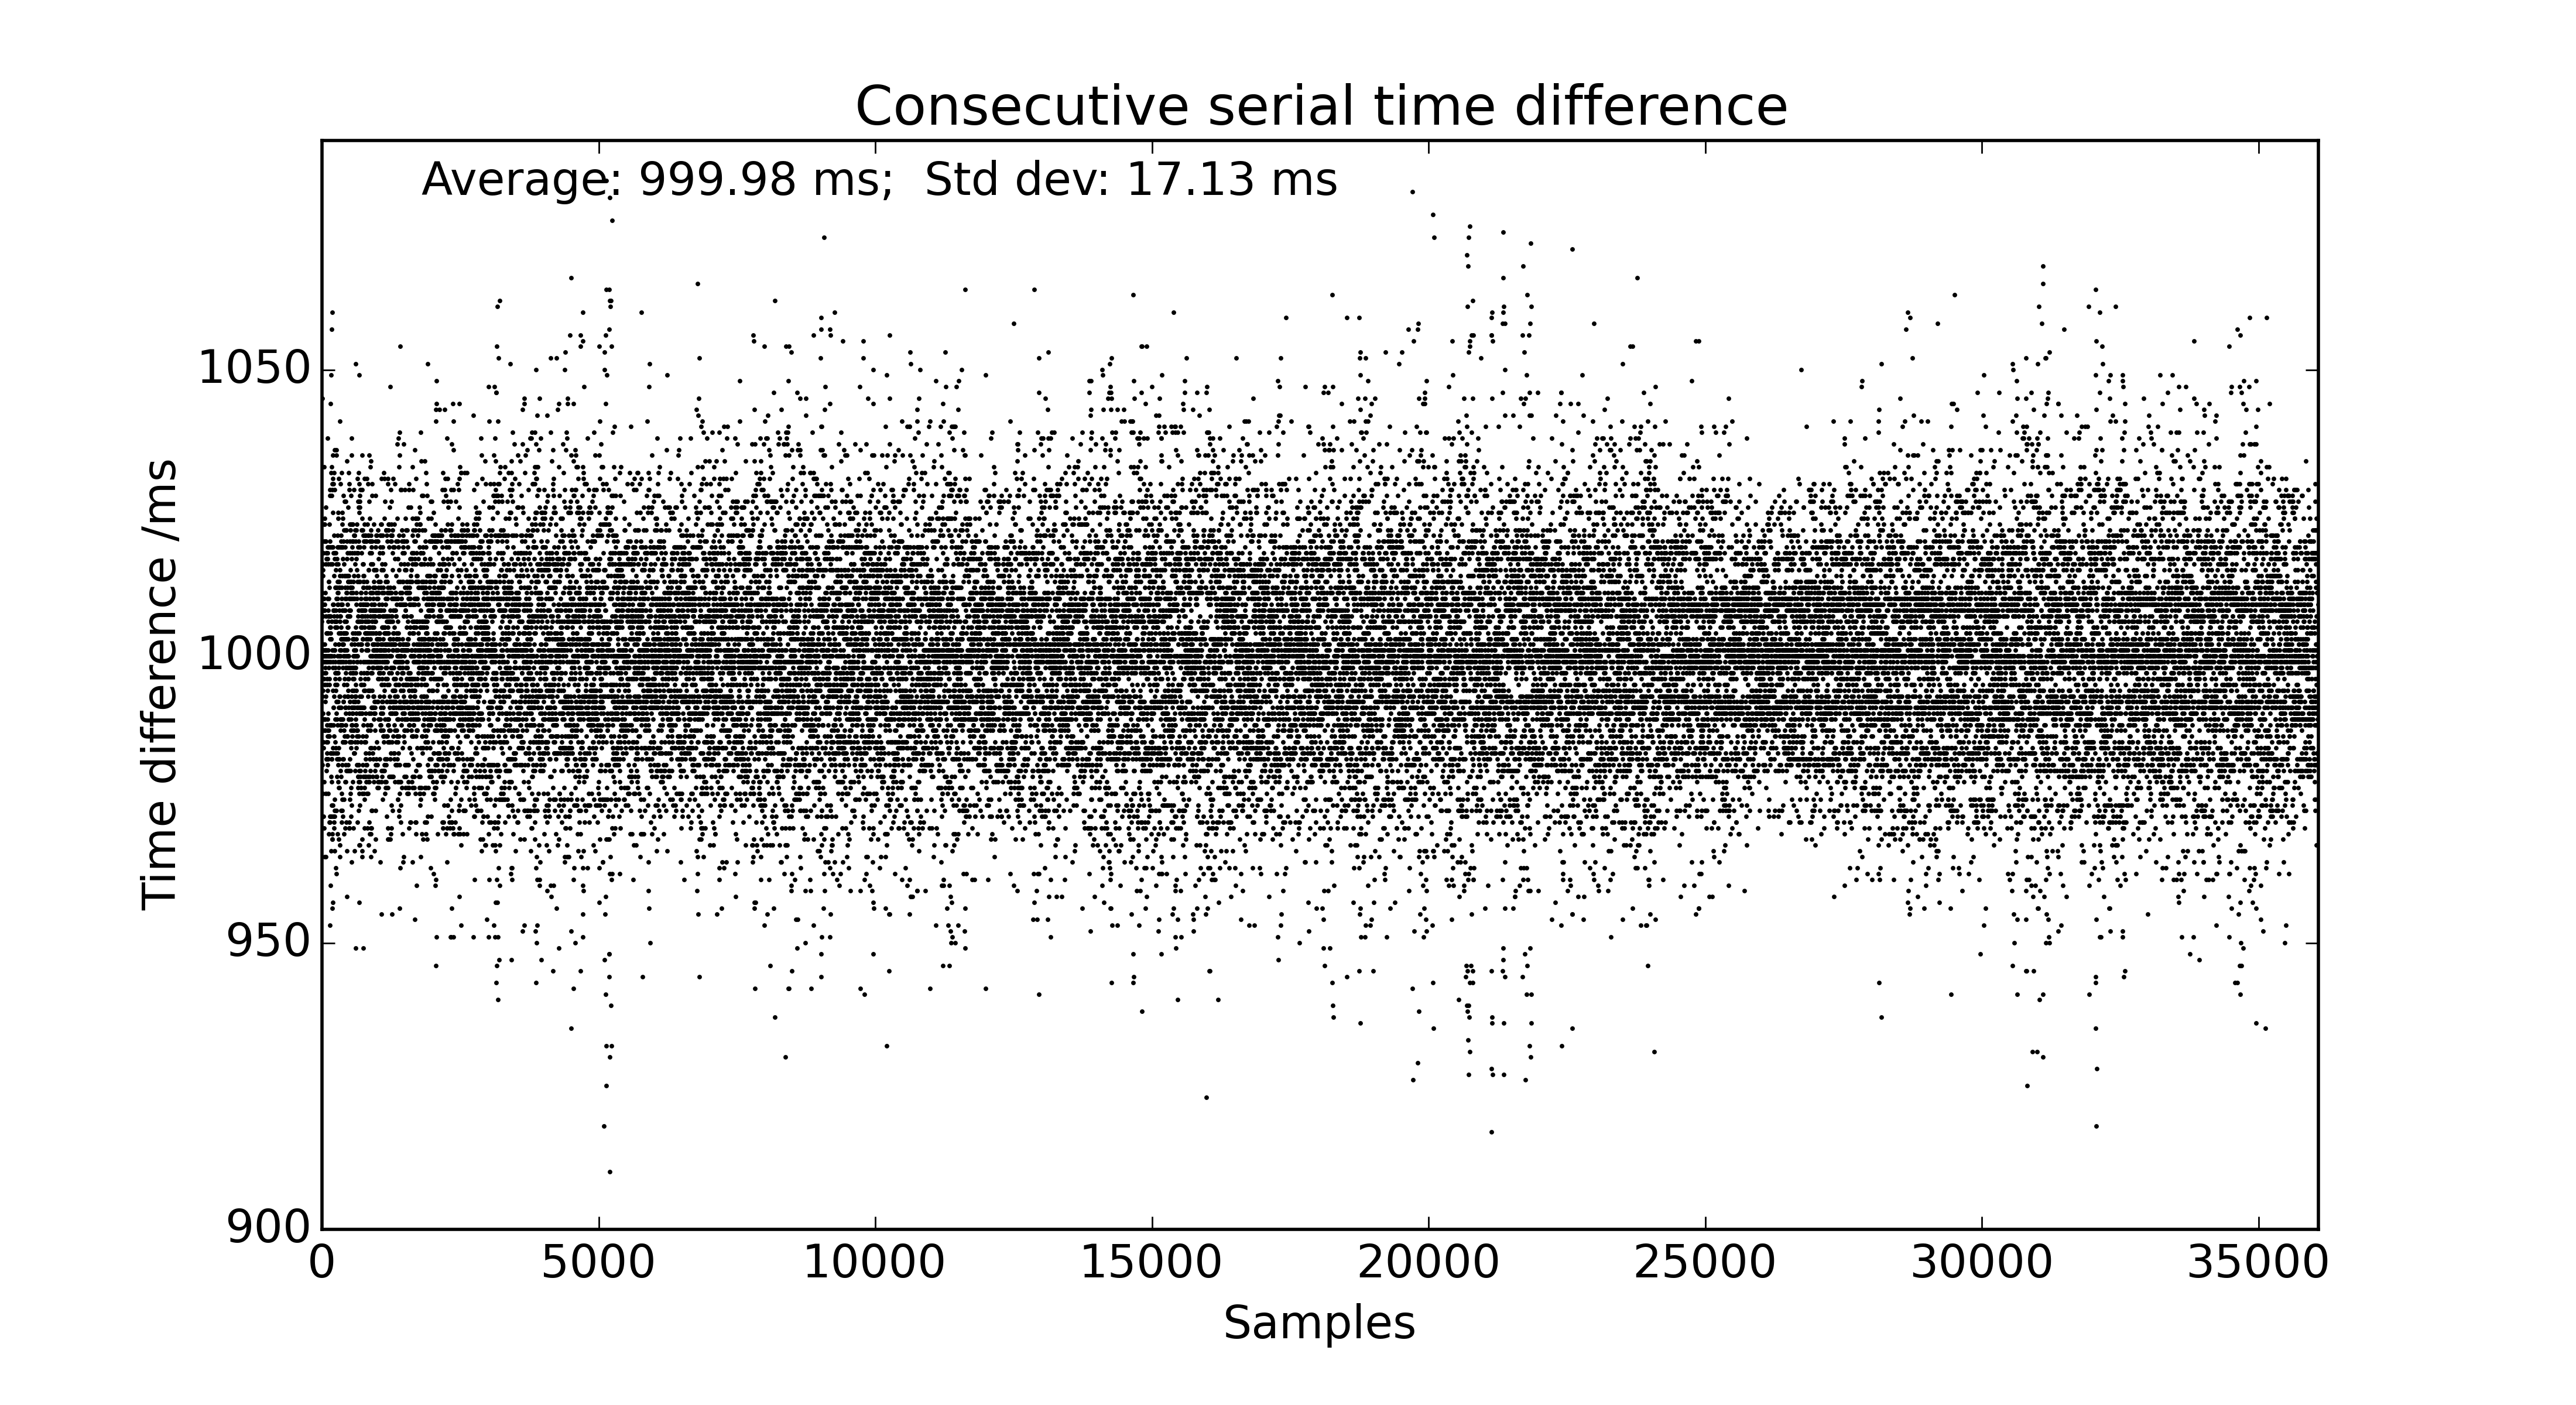 Consecutive serial time difference
Average: 999.98 ms;  Std dev: 17.13 ms
Time difference /ms
1050
1000
950
900
0 5000 10000 15000 20000 25000 30000 35000
Samples